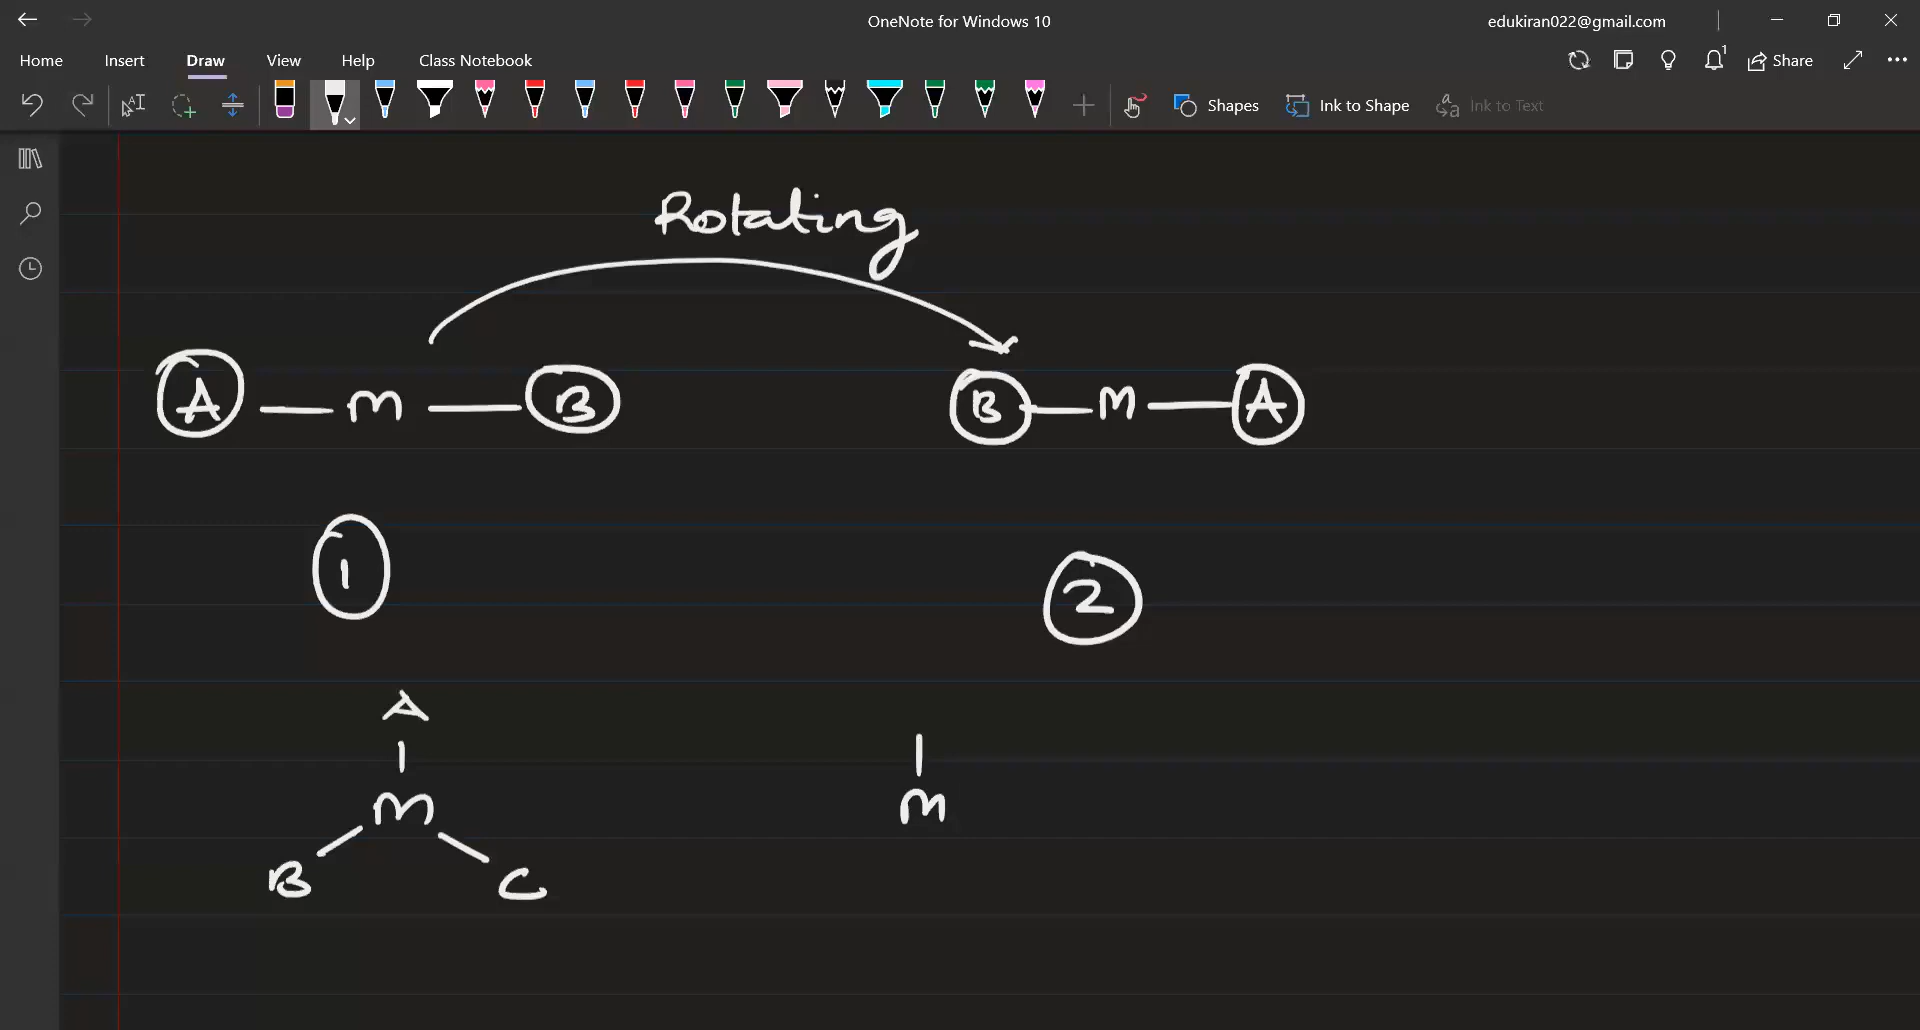 OneNote for Windows 10
edukiran022@gmail.com
Home Insert Draw View Help Class Notebook
1
Share
Shapes Ink to Shape Ink to Text
Rotating
A — M — B B — M — A
1 2
A
M M
B C